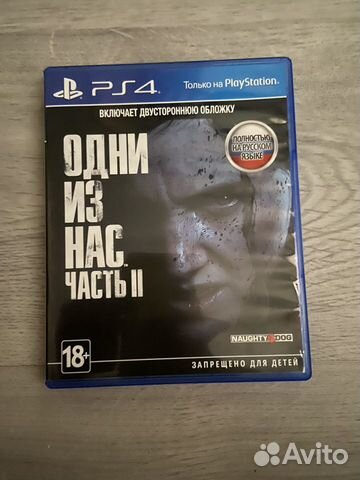 PS4
Только на PlayStation®
ВКЛЮЧАЕТ ДВУСТОРОННЮЮ ОБЛОЖКУ
ПОЛНОСТЬЮ
НА РУССКОМ
ЯЗЫКЕ
ОДНИ
ИЗ
НАС™
ЧАСТЬ II
18+
NAUGHTY DOG
ЗАПРЕЩЕНО ДЛЯ ДЕТЕЙ
Avito